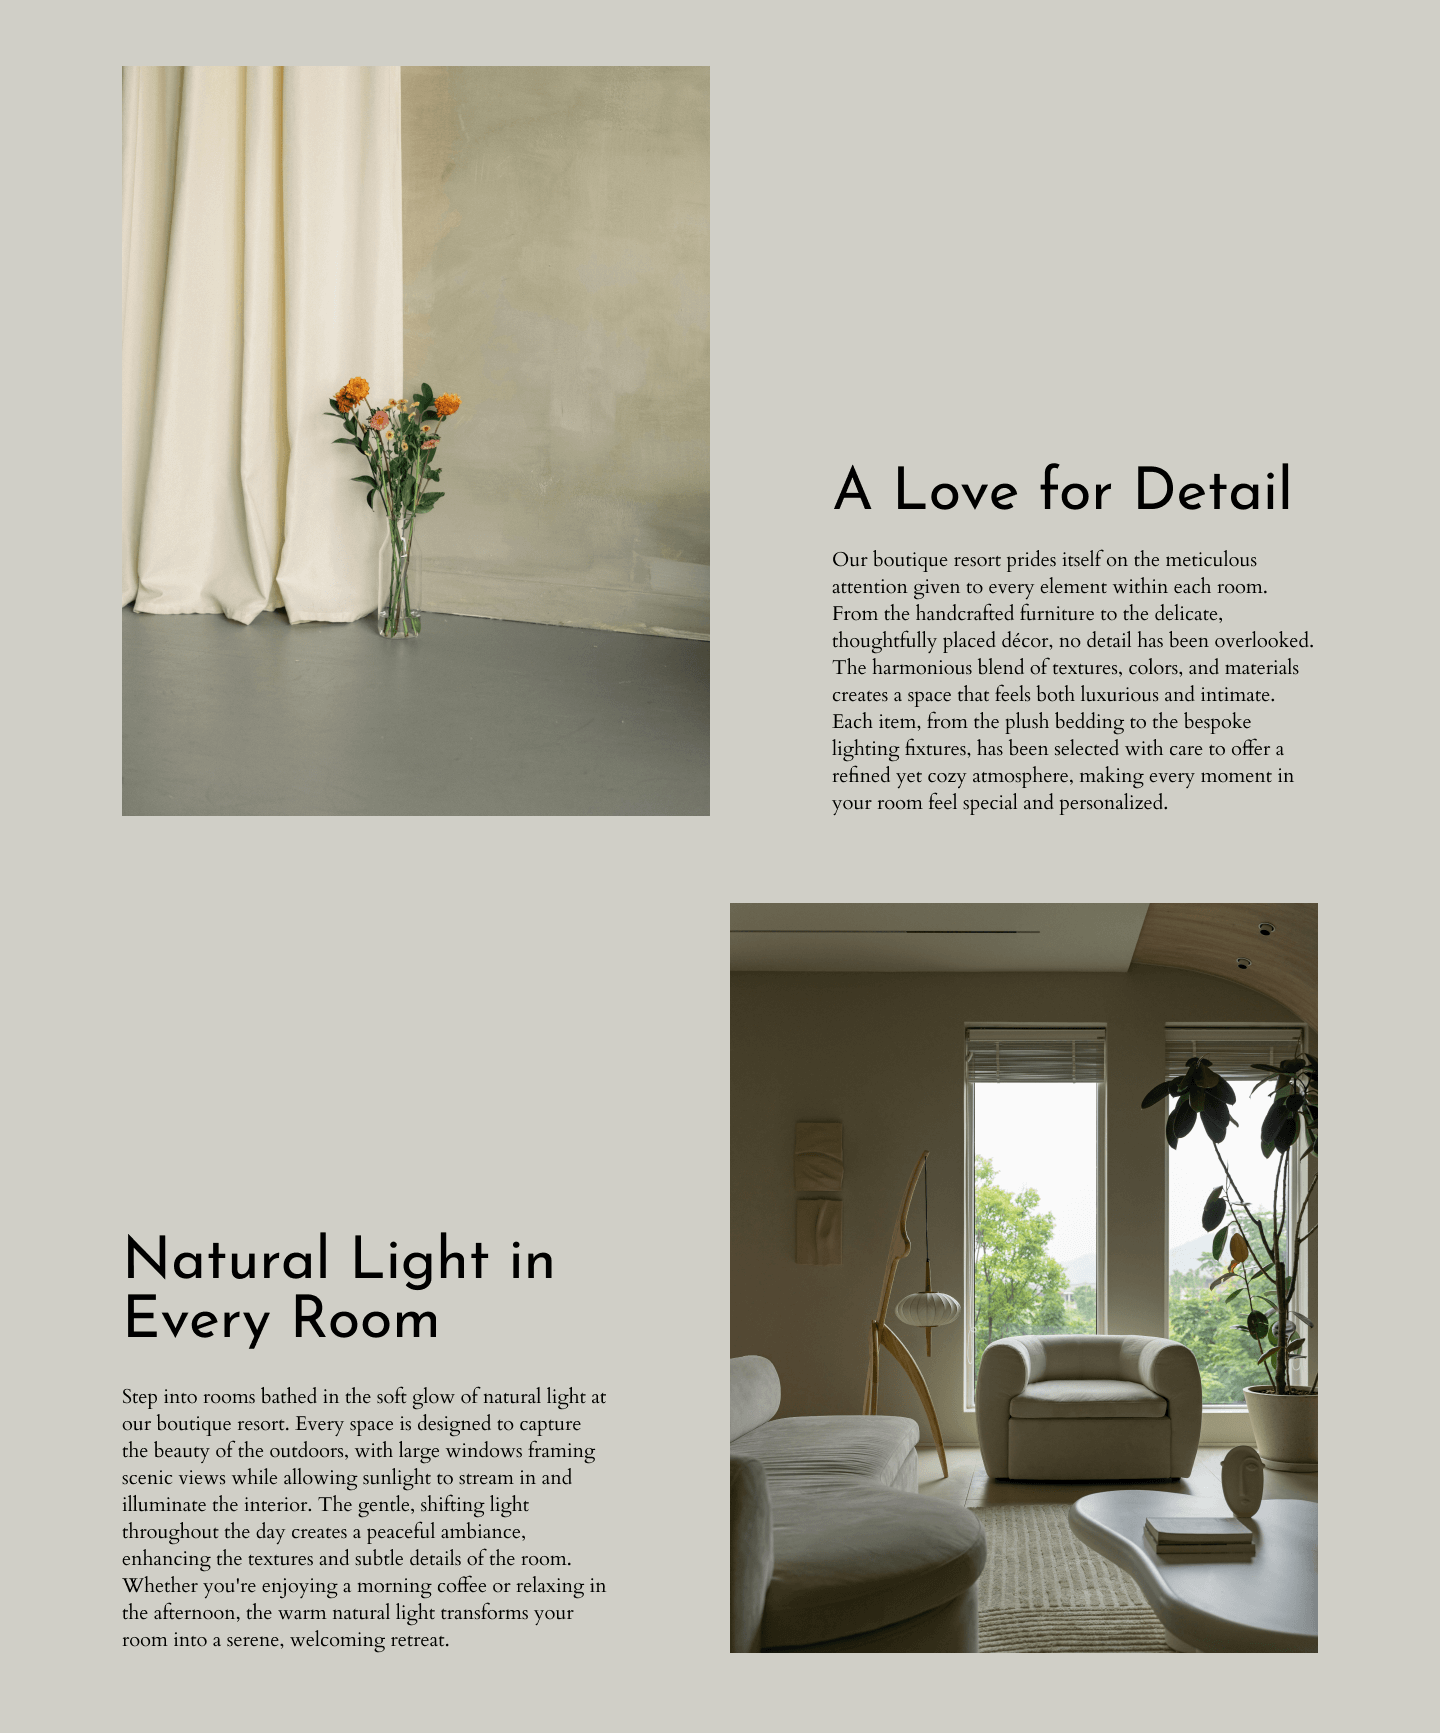 A Love for Detail
Our boutique resort prides itself on the meticulous
attention given to every element within each room.
From the handcrafted furniture to the delicate,
thoughtfully placed décor, no detail has been overlooked.
The harmonious blend of textures, colors, and materials
creates a space that feels both luxurious and intimate.
Each item, from the plush bedding to the bespoke
lighting fixtures, has been selected with care to offer a
refined yet cozy atmosphere, making every moment in
your room feel special and personalized.
Natural Light in
Every Room
Step into rooms bathed in the soft glow of natural light at
our boutique resort. Every space is designed to capture
the beauty of the outdoors, with large windows framing
scenic views while allowing sunlight to stream in and
illuminate the interior. The gentle, shifting light
throughout the day creates a peaceful ambiance,
enhancing the textures and subtle details of the room.
Whether you're enjoying a morning coffee or relaxing in
the afternoon, the warm natural light transforms your
room into a serene, welcoming retreat.